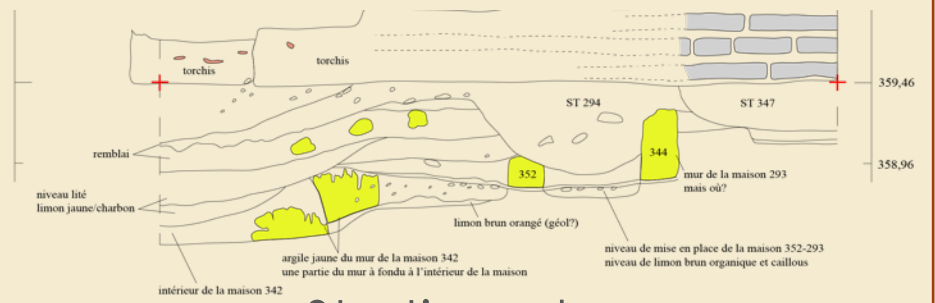 torchis
torchis
359,46
ST 294
ST 347
remblai
352
344
358,96
mur de la maison 293
mais où?
niveau lité
limon jaune/charbon
limon brun orangé (géol?)
niveau de mise en place de la maison 352-293
niveau de limon brun organique et caillous
argile jaune du mur de la maison 342
une partie du mur à fondu à l'intérieur de la maison
intérieur de la maison 342